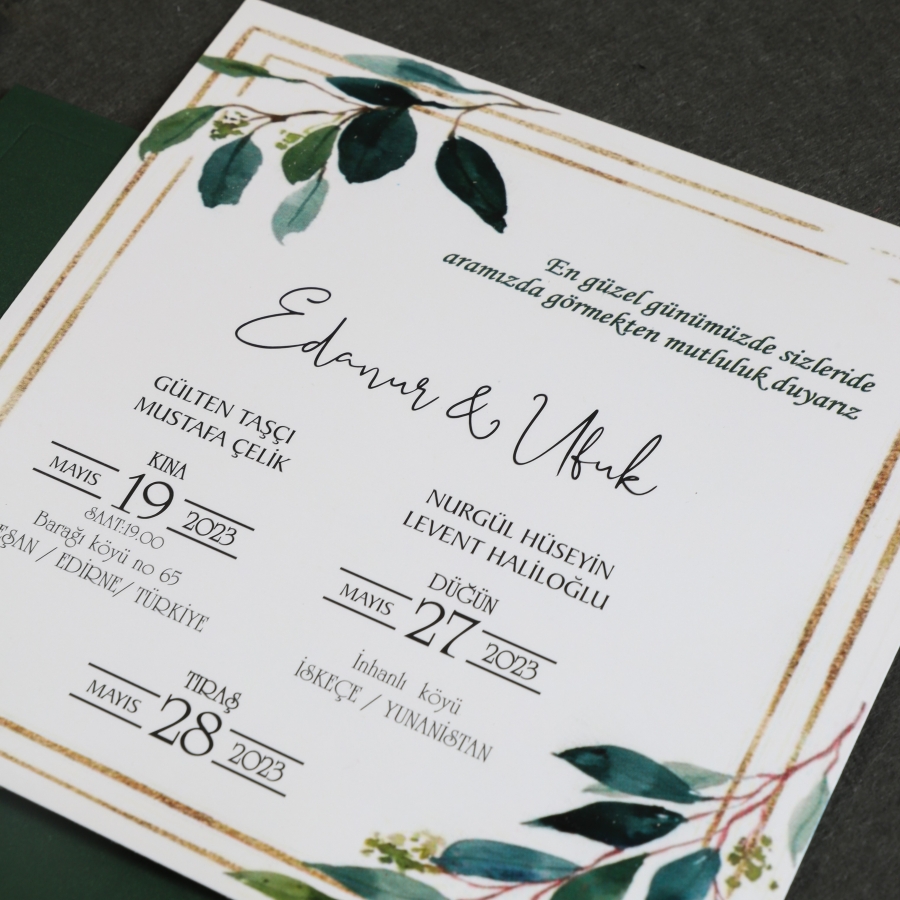 En güzel günümüzde sizleride
aramızda görmekten mutluluk duyarız
Edanur & Ufuk
GÜLTEN TAŞÇI
MUSTAFA ÇELİK
KINA
MAYIS 19 2023
SAAT:19.00
Barağı köyü no 65
/ EDİRNE/ TÜRKİYE
NURGÜL HÜSEYİN
LEVENT HALİLOĞLU
DÜĞÜN
MAYIS 27 2023
İnhanlı köyü
İSKEÇE / YUNANİSTAN
TIRAŞ
MAYIS 28 2023